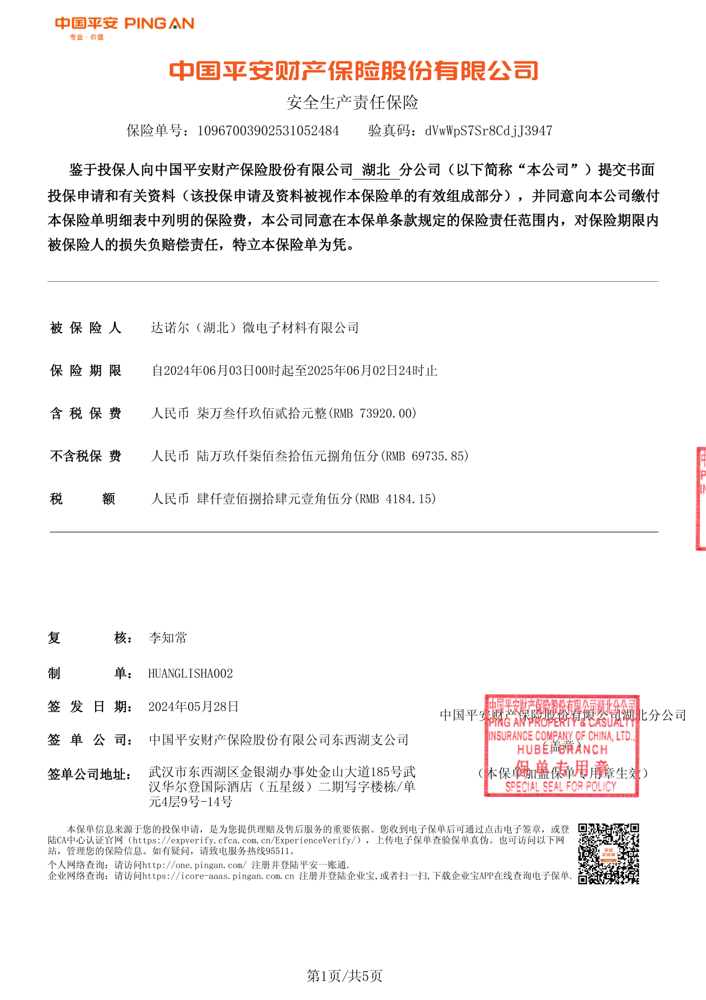 中国平安 PING AN
专业·价值
中国平安财产保险股份有限公司
安全生产责任保险
保险单号：10967003902531052484 验真码：dVwWpS7Sr8CdjJ3947
鉴于投保人向中国平安财产保险股份有限公司 湖北 分公司（以下简称“本公司”）提交书面
投保申请和有关资料（该投保申请及资料被视作本保险单的有效组成部分），并同意向本公司缴付
本保险单明细表中列明的保险费，本公司同意在本保单条款规定的保险责任范围内，对保险期限内
被保险人的损失负赔偿责任，特立本保险单为凭。
被保险人 达诺尔（湖北）微电子材料有限公司
保险期限 自2024年06月03日00时起至2025年06月02日24时止
含税保费 人民币 柒万叁仟玖佰贰拾元整(RMB 73920.00)
不含税保费 人民币 陆万玖仟柒佰叁拾伍元捌角伍分(RMB 69735.85)
税额 人民币 肆仟壹佰捌拾肆元壹角伍分(RMB 4184.15)
复核： 李知常
制单： HUANGLISHA002
签发日期： 2024年05月28日
签单公司： 中国平安财产保险股份有限公司东西湖支公司
签单公司地址： 武汉市东西湖区金银湖办事处金山大道185号武
汉华尔登国际酒店（五星级）二期写字楼栋/单
元4层9号-14号
中国平安财产保险股份有限公司湖北分公司
（盖章）
（本保单加盖保单专用章生效）
中国平安财产保险股份有限公司湖北分公司
PING AN PROPERTY & CASUALTY
INSURANCE COMPANY OF CHINA, LTD.,
HUBEI BRANCH
保单专用章
SPECIAL SEAL FOR POLICY
本保单信息来源于您的投保申请，是为您提供理赔及售后服务的重要依据。您收到电子保单后可通过点击电子签章，或登
陆CA中心认证官网（https://expverify.cfca.com.cn/ExperienceVerify/），上传电子保单查验保单真伪。也可访问以下网
站，管理您的保险信息。如有疑问，请致电服务热线95511。
个人网络查询：请访问http://one.pingan.com/ 注册并登陆平安一账通.
企业网络查询：请访问https://icore-aaas.pingan.com.cn 注册并登陆企业宝,或者扫一扫,下载企业宝APP在线查询电子保单.
平安
企业宝
第1页/共5页